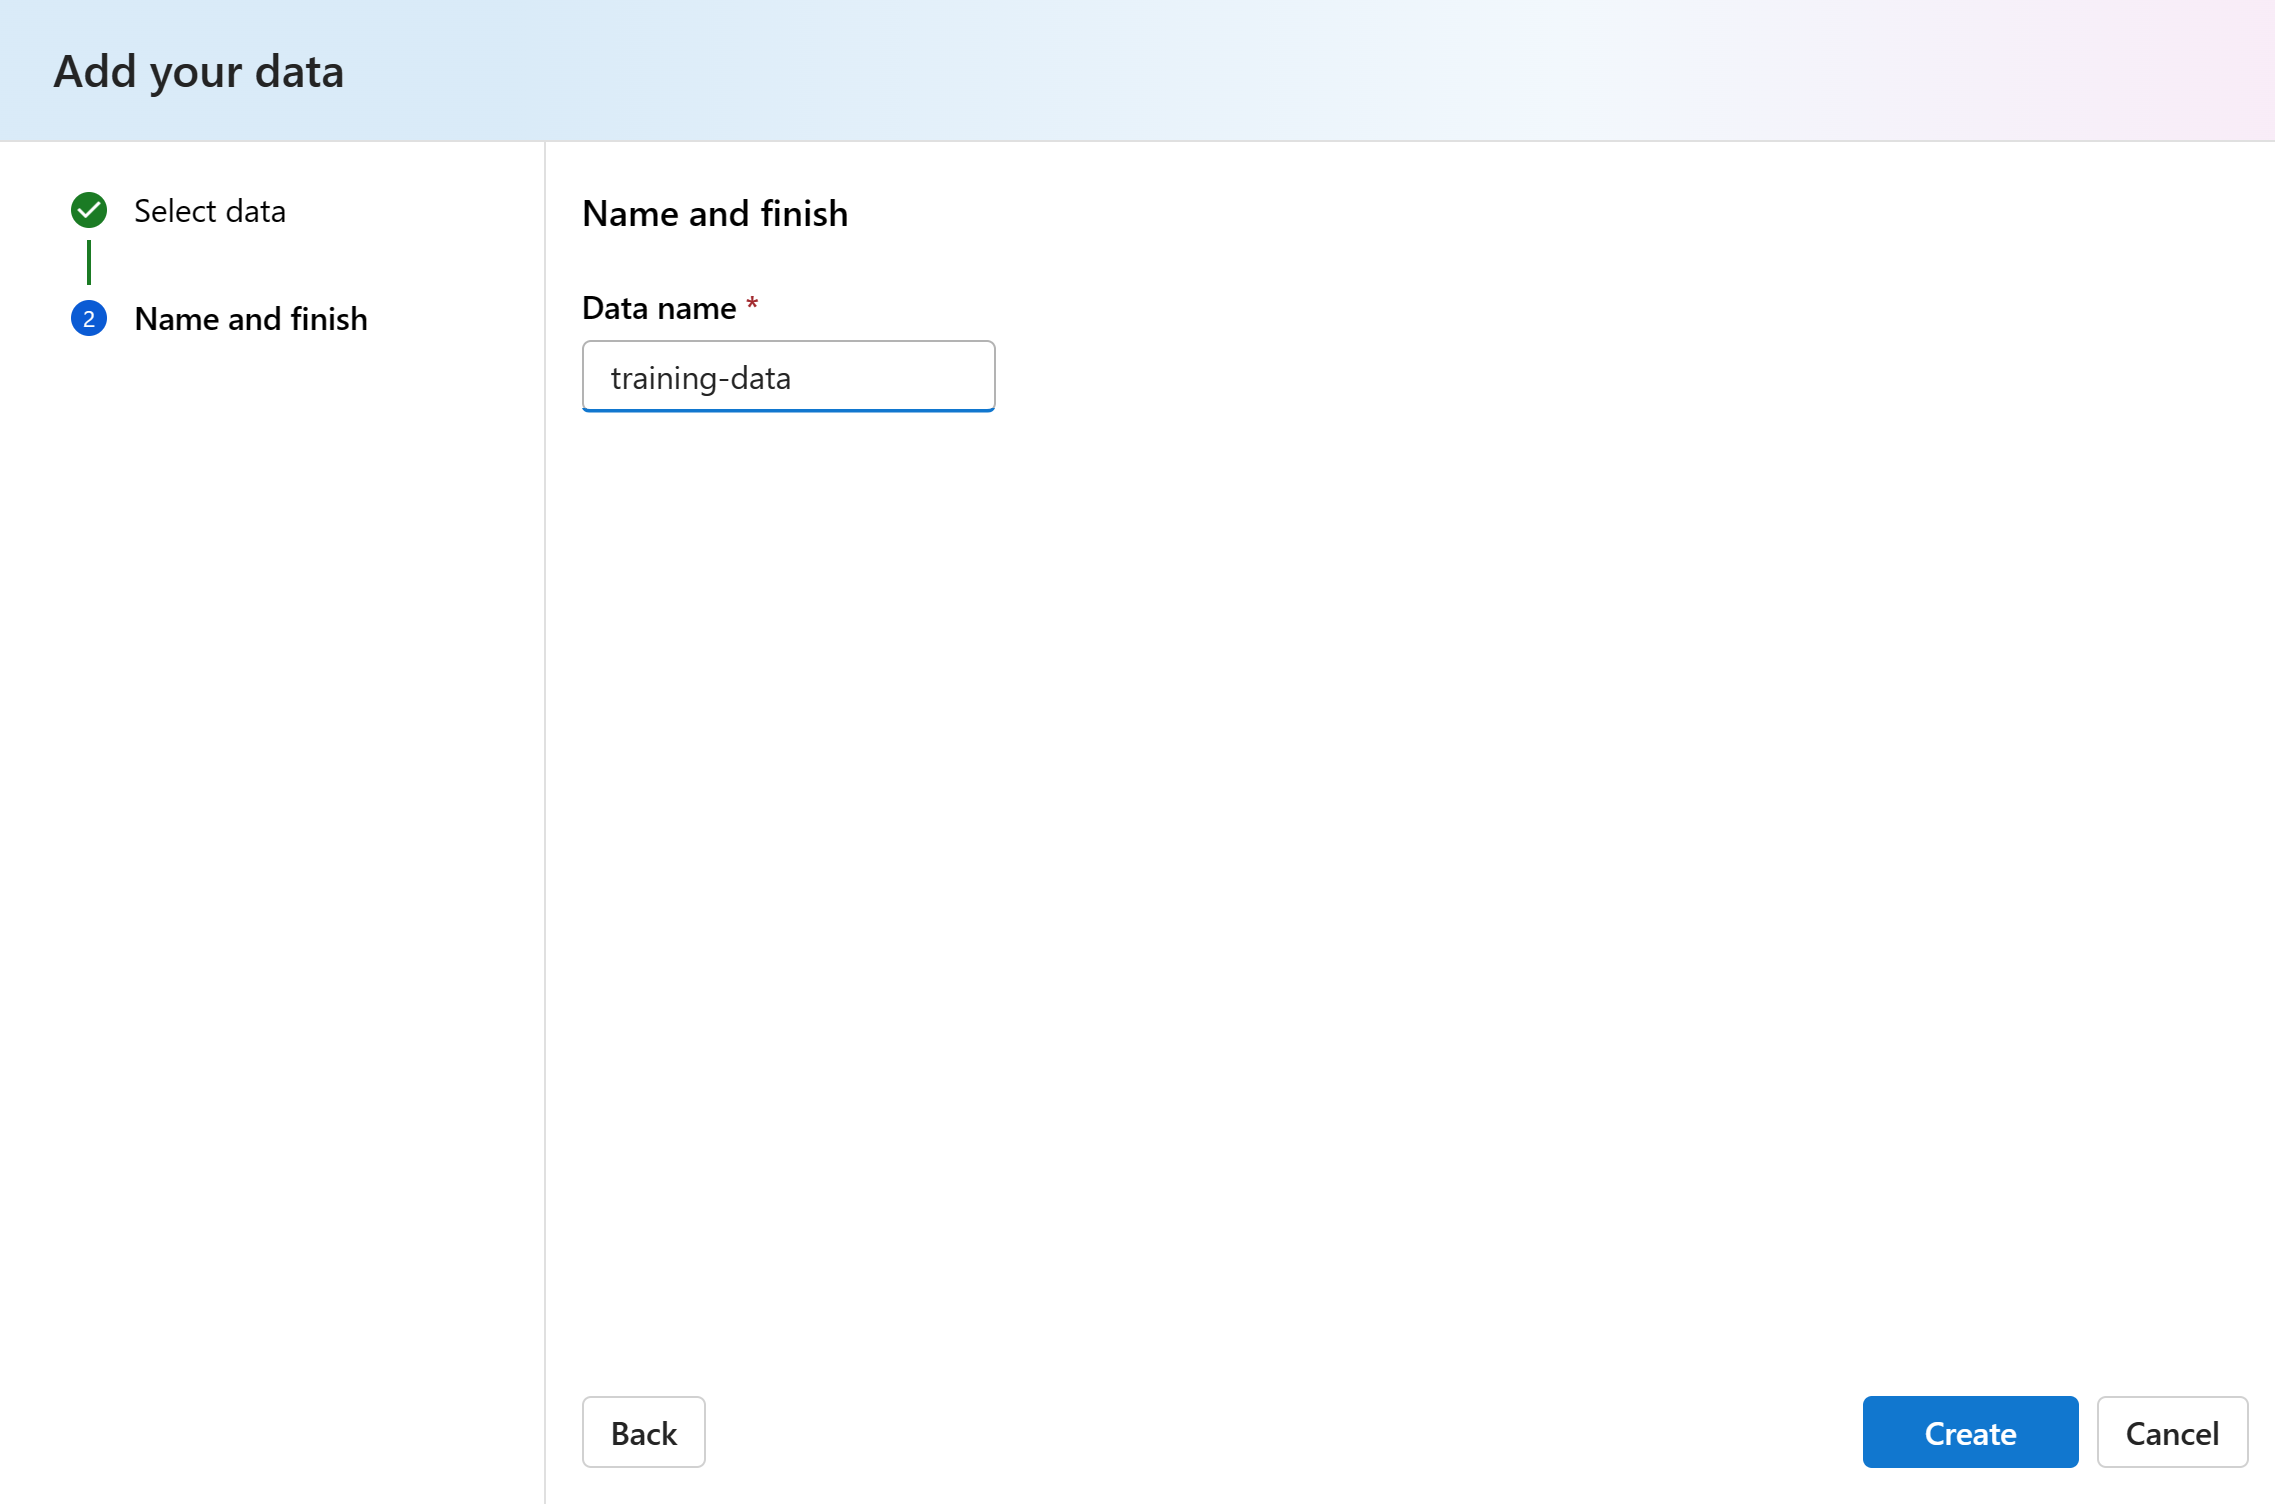 Add your data
Select data
2 Name and finish
Name and finish
Data name *
training-data
Back
Create
Cancel